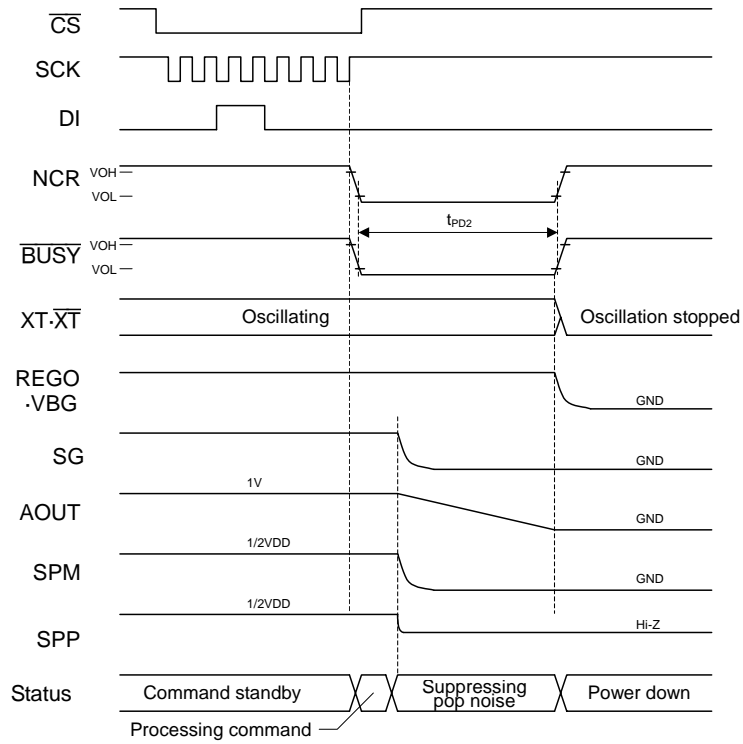 CS
SCK
DI
NCR VOH
VOL
tPD2
BUSY VOH
VOL
XT·XT Oscillating Oscillation stopped
REGO
·VBG GND
SG GND
1V
AOUT GND
1/2VDD
SPM GND
1/2VDD
SPP Hi-Z
Status Command standby Suppressing
pop noise Power down
Processing command